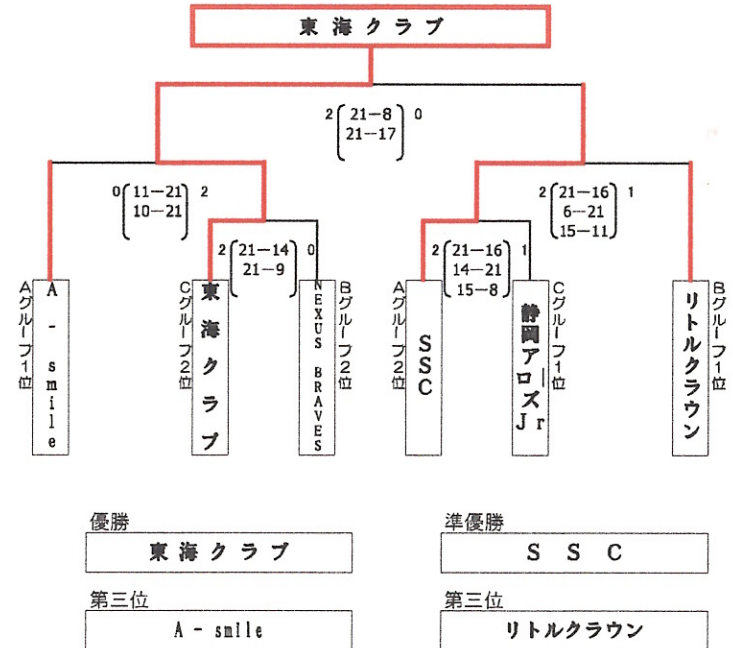 東海クラブ
2 21-8 0
21-17
0 11-21 2
10-21
2 21-16 1
6-21
15-11
2 21-14 0
21-9
2 21-16 1
14-21
15-8
Aグループ1位
A - smile
Cグループ2位
東海クラブ
NEXUS BRAVES
Bグループ2位
Aグループ2位
SSC
静岡アローズJr
Cグループ1位
リトルクラウン
Bグループ1位
優勝
準優勝
東海クラブ
SSC
第三位
第三位
A - smile
リトルクラウン